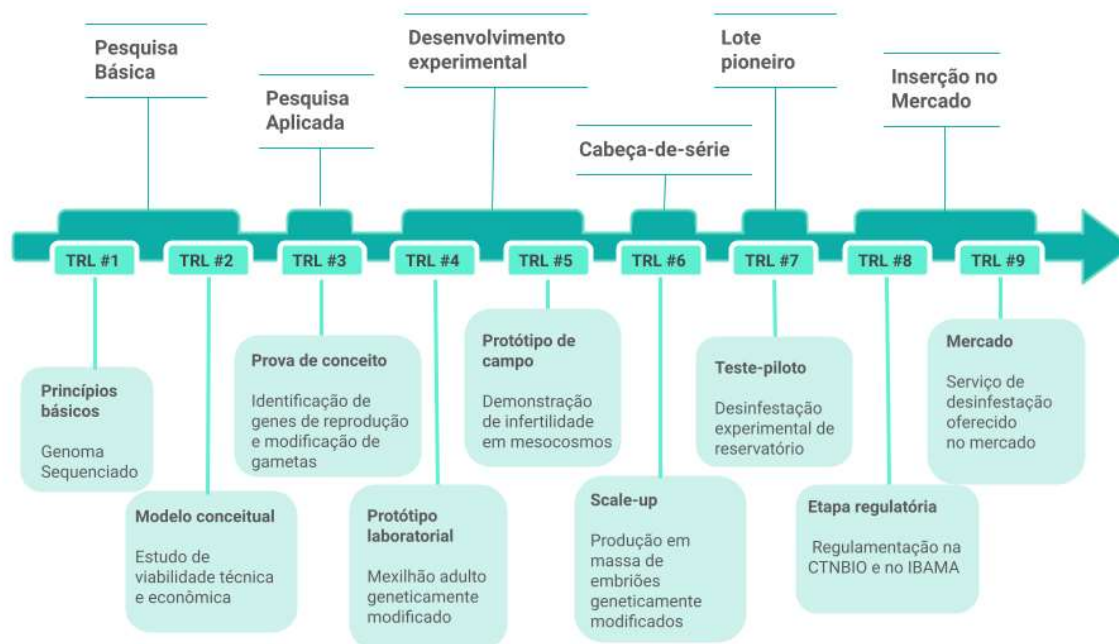 Pesquisa
Básica
Pesquisa
Aplicada
Desenvolvimento
experimental
Cabeça-de-série
Lote
pioneiro
Inserção no
Mercado
TRL #1
TRL #2
TRL #3
TRL #4
TRL #5
TRL #6
TRL #7
TRL #8
TRL #9
Princípios
básicos
Genoma
Sequenciado
Modelo conceitual
Estudo de
viabilidade técnica
e econômica
Prova de conceito
Identificação de
genes de reprodução
e modificação de
gametas
Protótipo
laboratorial
Mexilhão adulto
geneticamente
modificado
Protótipo de
campo
Demonstração
de infertilidade
em mesocosmos
Scale-up
Produção em
massa de
embriões
geneticamente
modificados
Teste-piloto
Desinfestação
experimental de
reservatório
Etapa regulatória
Regulamentação na
CTNBIO e no IBAMA
Mercado
Serviço de
desinfestação
oferecido
no mercado